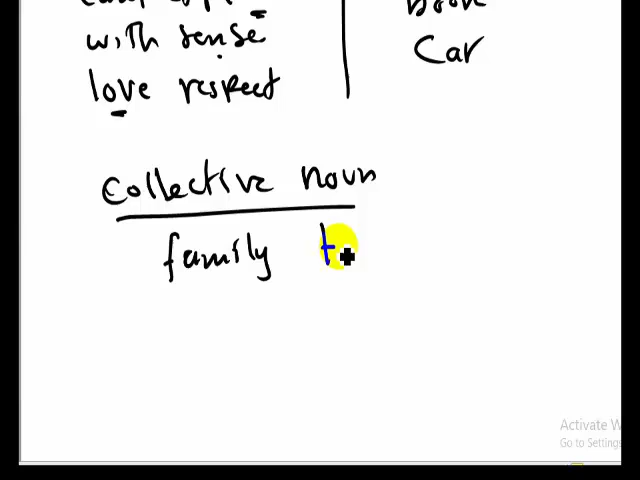 with sense
Car
love respect
collective noun
family t
Activate W
Go to Settings